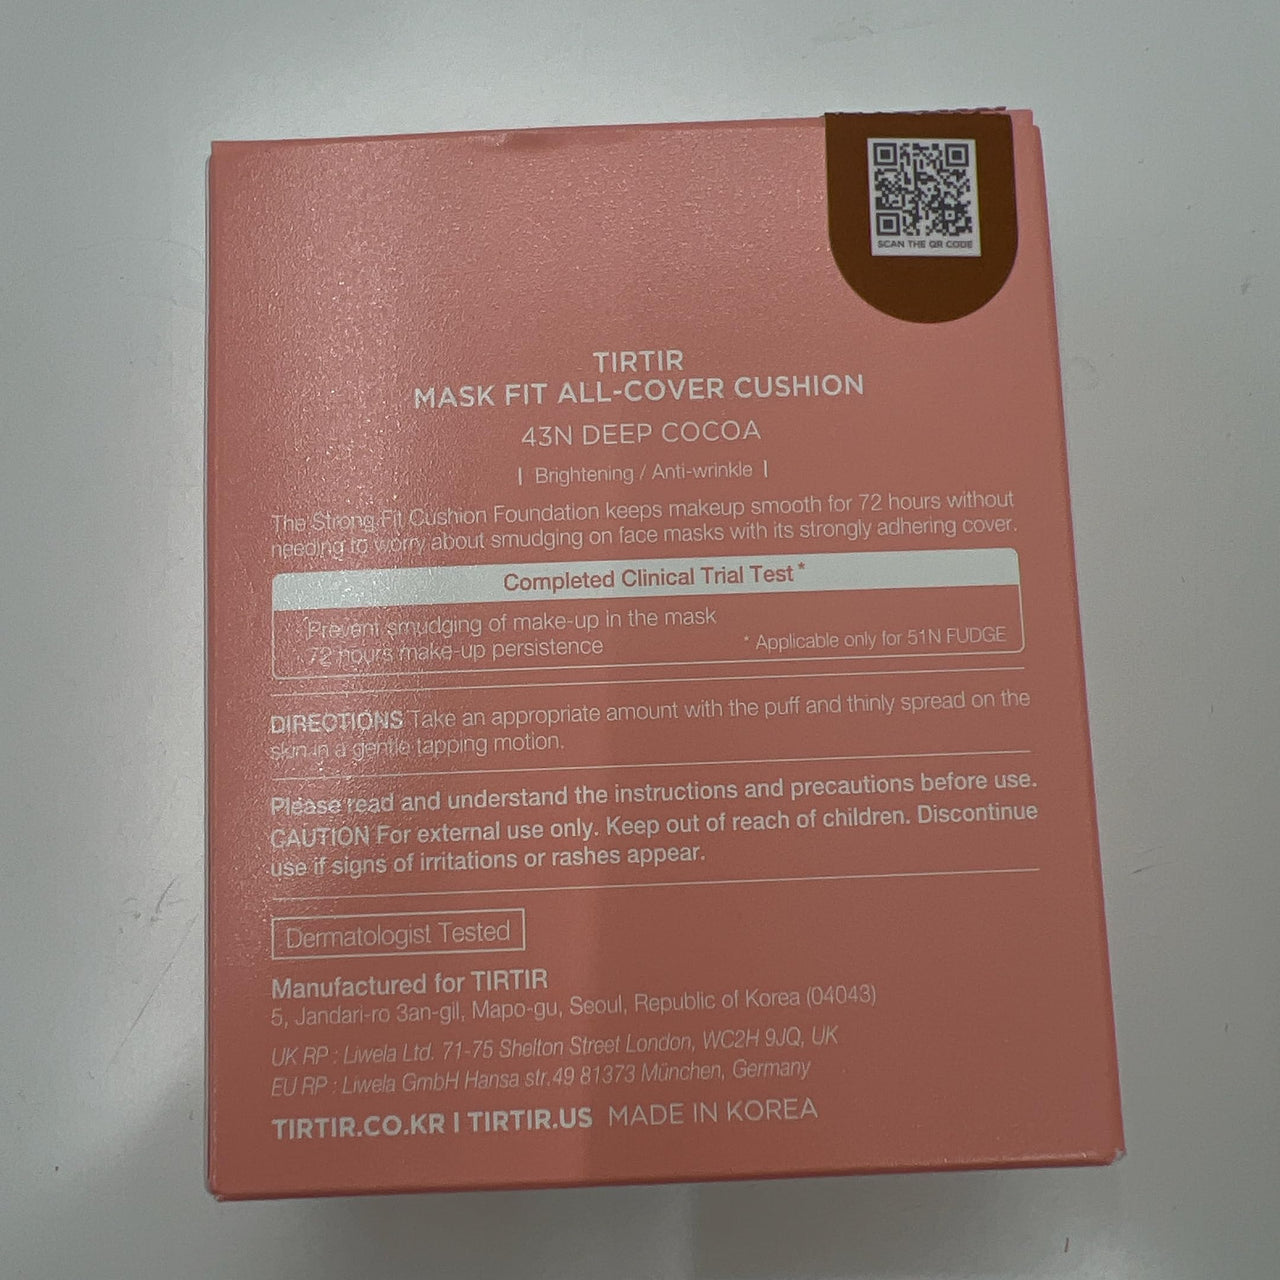 SCAN THE QR CODE
TIRTIR
MASK FIT ALL-COVER CUSHION
43N DEEP COCOA
| Brightening / Anti-wrinkle |
The Strong Fit Cushion Foundation keeps makeup smooth for 72 hours without
needing to worry about smudging on face masks with its strongly adhering cover.
Completed Clinical Trial Test*
Prevent smudging of make-up in the mask
72 hours make-up persistence
* Applicable only for 51N FUDGE
DIRECTIONS Take an appropriate amount with the puff and thinly spread on the
skin in a gentle tapping motion.
Please read and understand the instructions and precautions before use.
CAUTION For external use only. Keep out of reach of children. Discontinue
use if signs of irritations or rashes appear.
Dermatologist Tested
Manufactured for TIRTIR
5, Jandari-ro 3an-gil, Mapo-gu, Seoul, Republic of Korea (04043)
UK RP : Liwela Ltd. 71-75 Shelton Street London, WC2H 9JQ, UK
EU RP : Liwela GmbH Hansa str.49 81373 München, Germany
TIRTIR.CO.KR | TIRTIR.US MADE IN KOREA